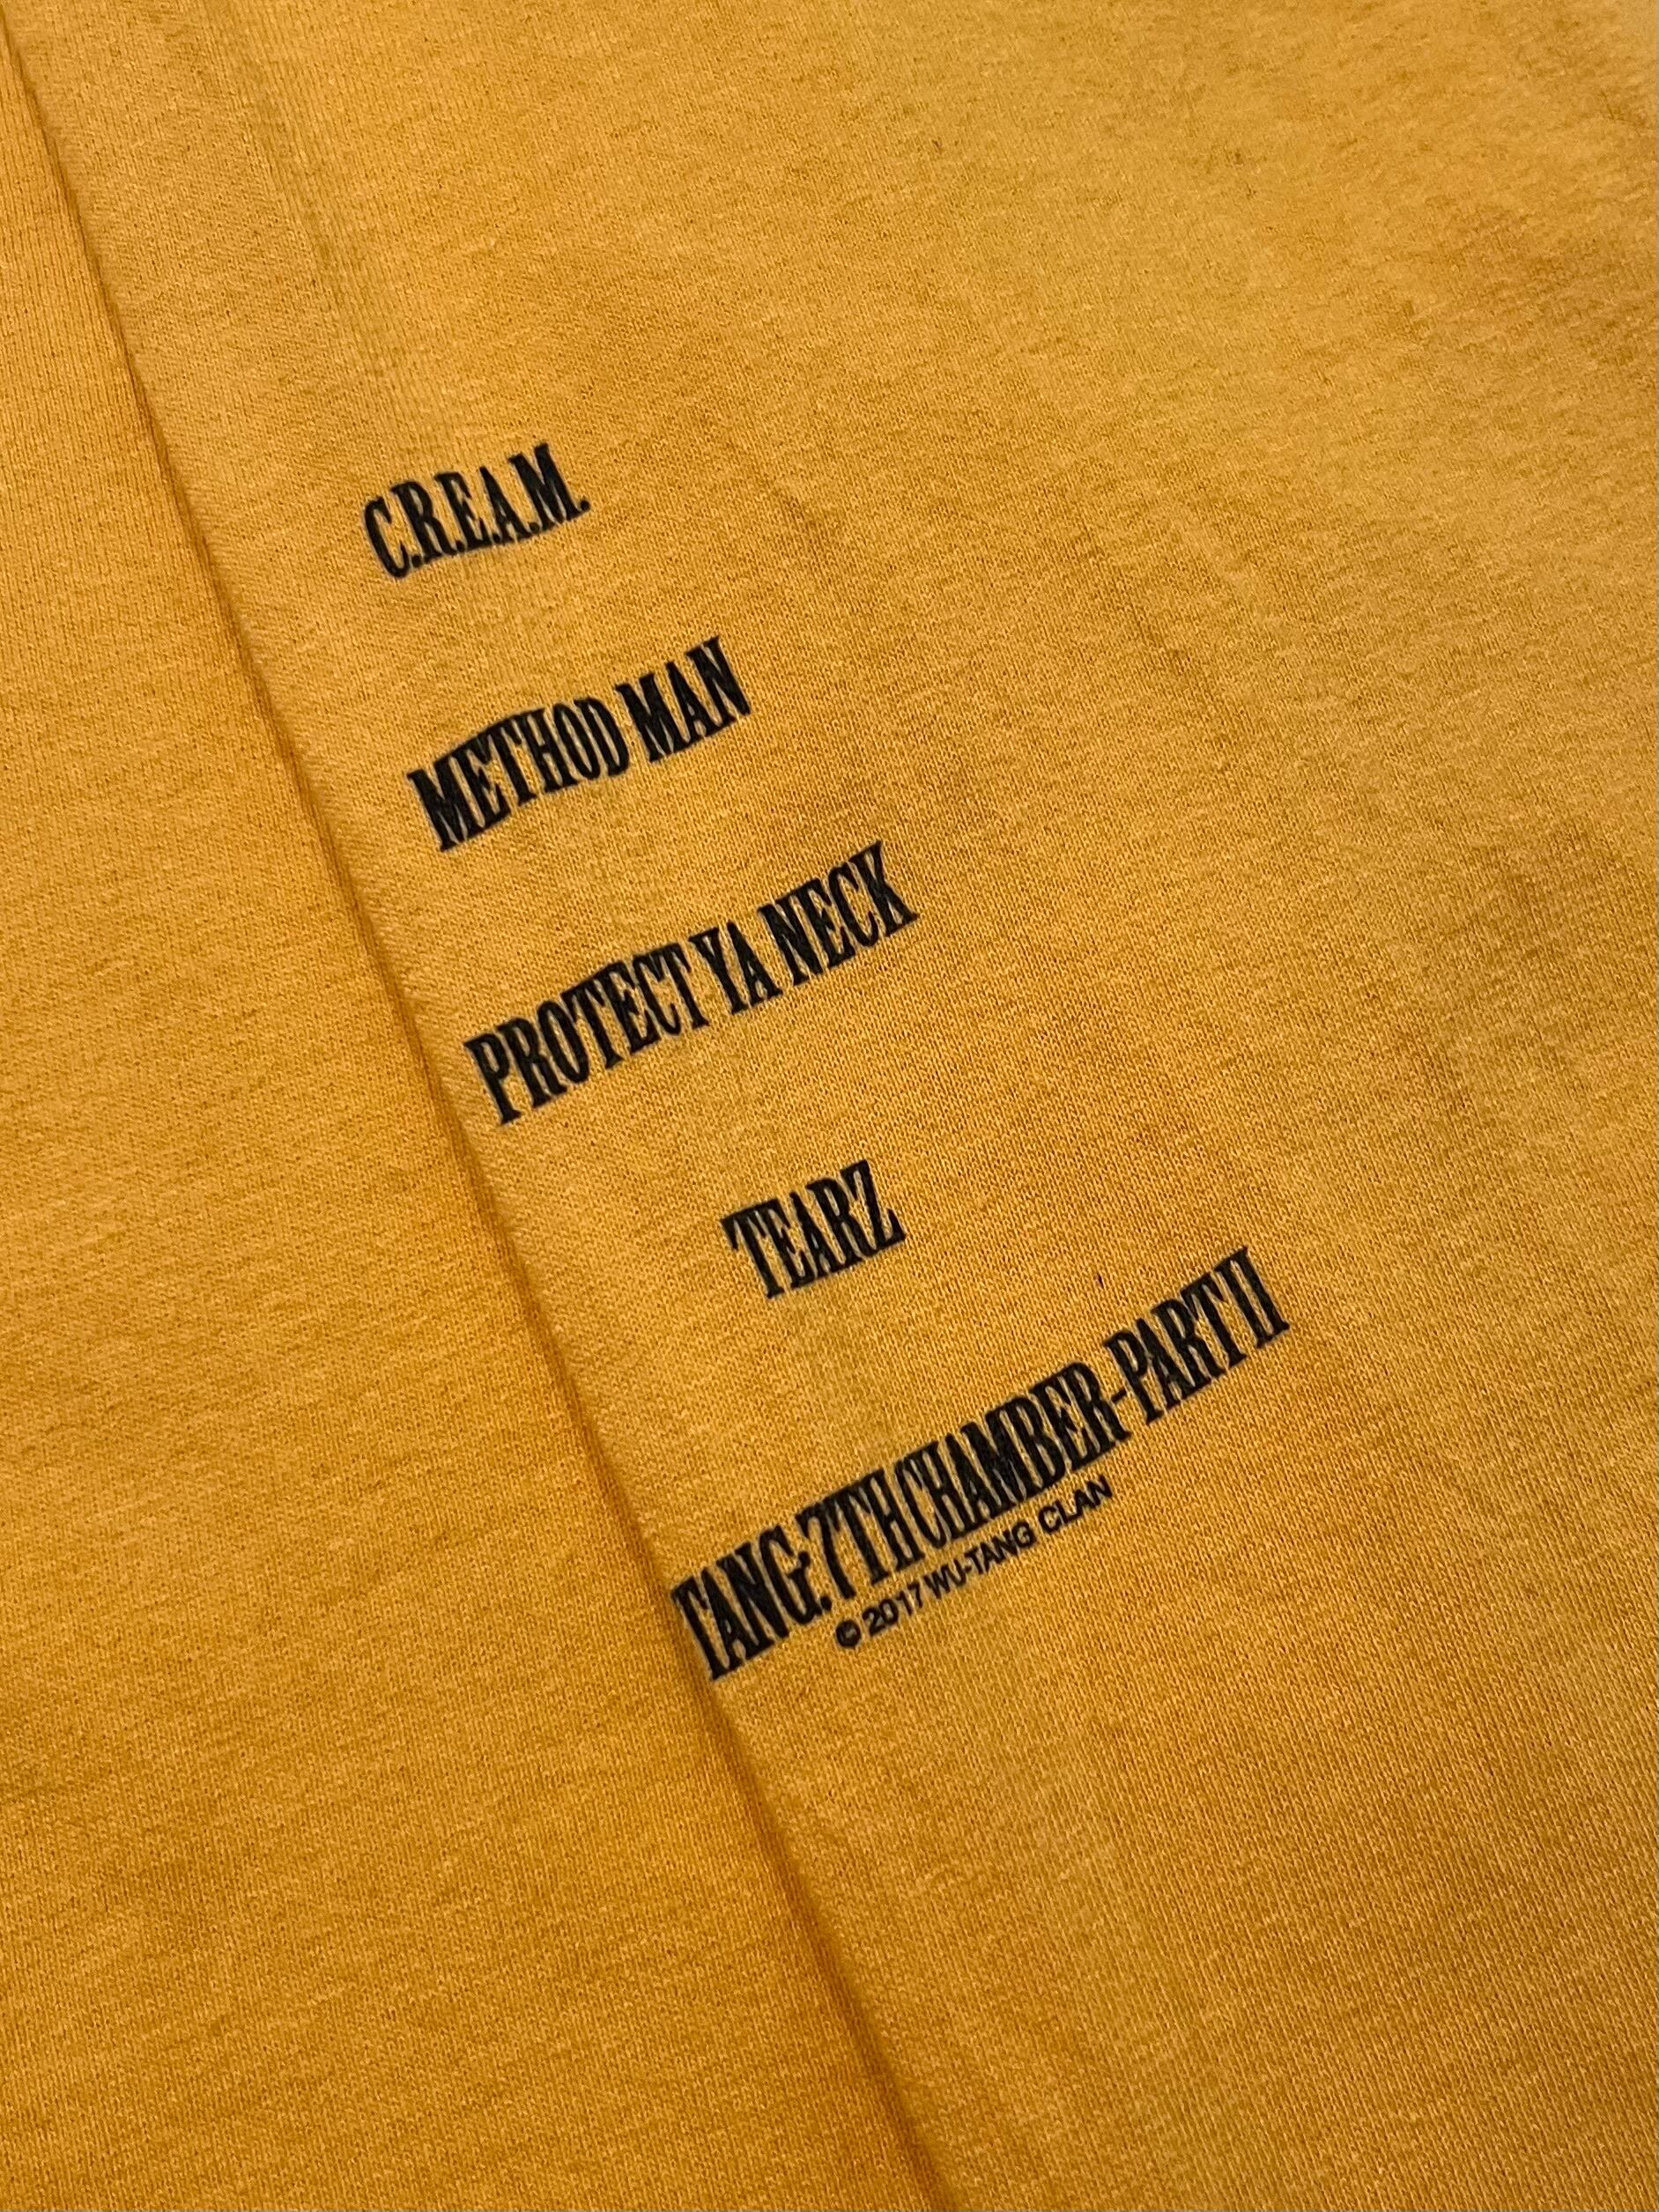 C.R.E.A.M.
METHOD MAN
PROTECT YA NECK
TEARZ
TANG:7TH CHAMBER-PART II
© 2017 WU-TANG CLAN